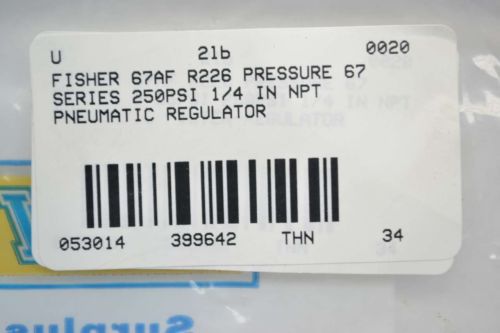 U 21b 0020
FISHER 67AF R226 PRESSURE 67
SERIES 250PSI 1/4 IN NPT
PNEUMATIC REGULATOR
053014 399642 THN 34
Surplus